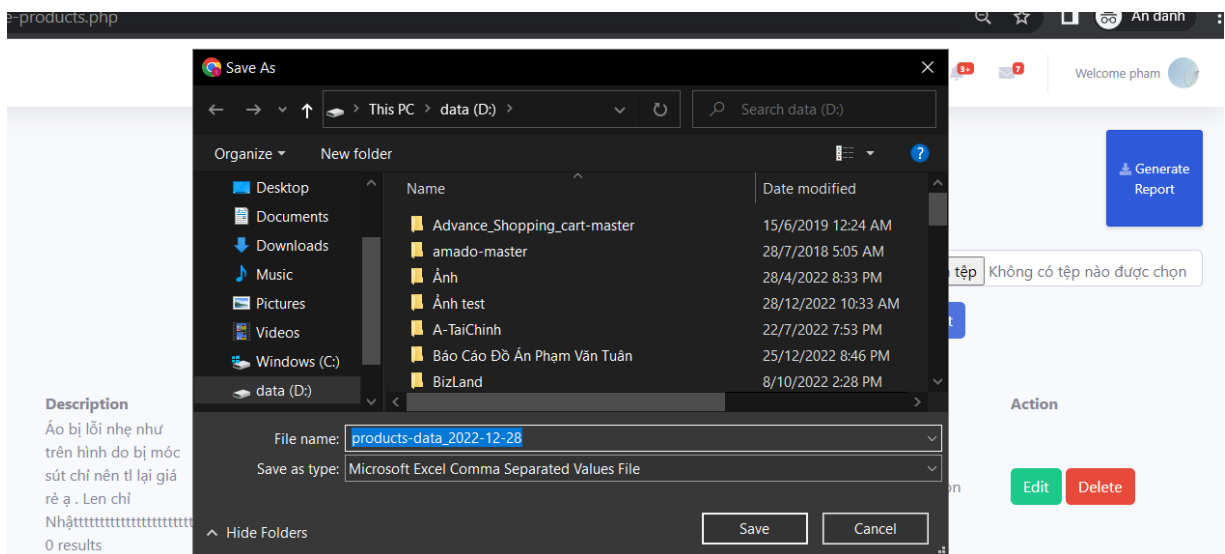 e-products.php
Ẩn danh
Save As
3+
7
Welcome pham
This PC > data (D:) >
Search data (D:)
Organize
New folder
Generate
Report
Desktop
Documents
Downloads
Music
Pictures
Videos
Windows (C:)
data (D:)
Name
Date modified
Advance_Shopping_cart-master
15/6/2019 12:24 AM
amado-master
28/7/2018 5:05 AM
Ảnh
28/4/2022 8:33 PM
Ảnh test
28/12/2022 10:33 AM
A-TaiChinh
22/7/2022 7:53 PM
Báo Cáo Đồ Án Phạm Văn Tuân
25/12/2022 8:46 PM
BizLand
8/10/2022 2:28 PM
tệp Không có tệp nào được chọn
t
Description
Action
Áo bị lỗi nhẹ như
trên hình do bị móc
sút chỉ nên tl lại giá
rẻ ạ . Len chỉ
Nhậttttttttttttttttttttttt
0 results
File name: products-data_2022-12-28
Save as type: Microsoft Excel Comma Separated Values File
on
Edit
Delete
Hide Folders
Save
Cancel